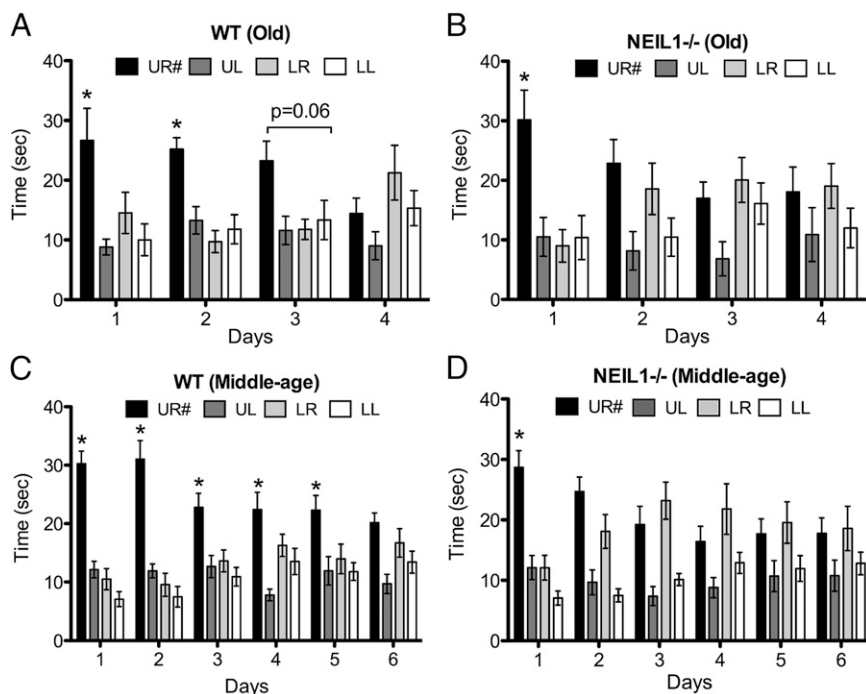 A
WT (Old)
UR# UL LR LL
Time (sec)
40
30
20
10
0
* * p=0.06
1 2 3 4
Days
B
NEIL1-/- (Old)
UR# UL LR LL
Time (sec)
40
30
20
10
0
*
1 2 3 4
Days
C
WT (Middle-age)
UR# UL LR LL
Time (sec)
40
30
20
10
0
* * * * *
1 2 3 4 5 6
Days
D
NEIL1-/- (Middle-age)
UR# UL LR LL
Time (sec)
40
30
20
10
0
*
1 2 3 4 5 6
Days